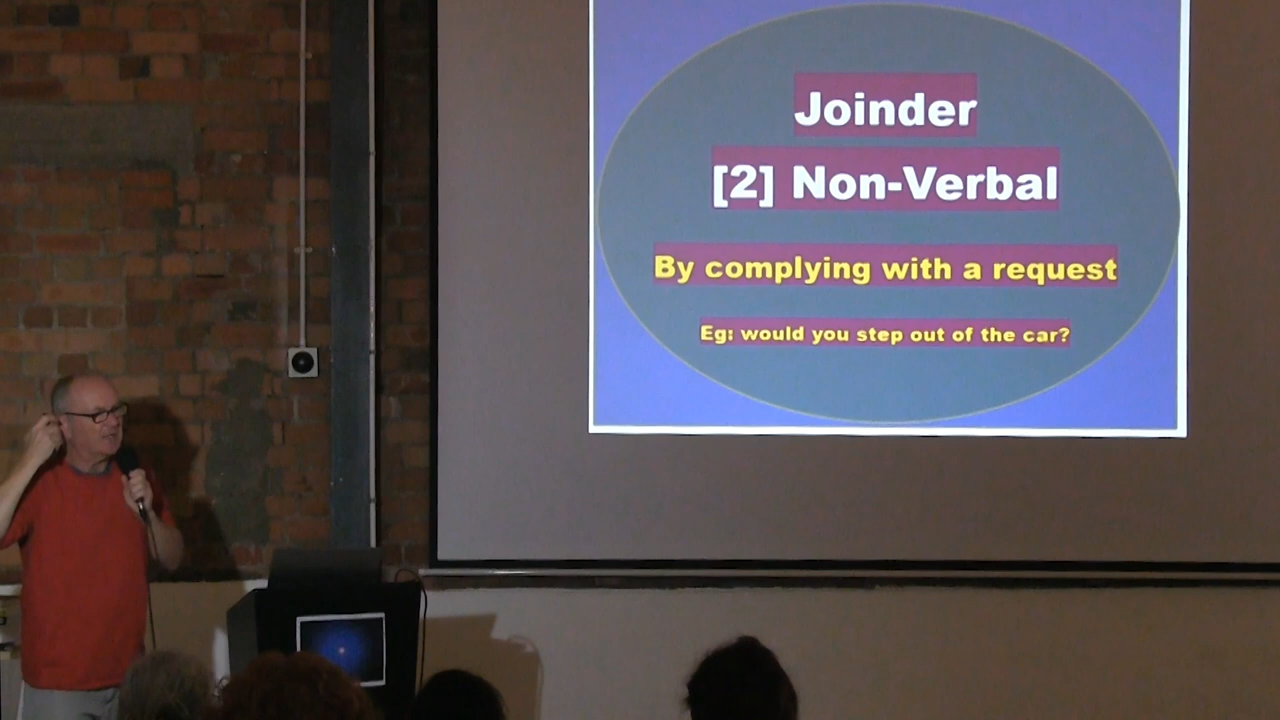 Joinder
[2] Non-Verbal
By complying with a request
Eg: would you step out of the car?